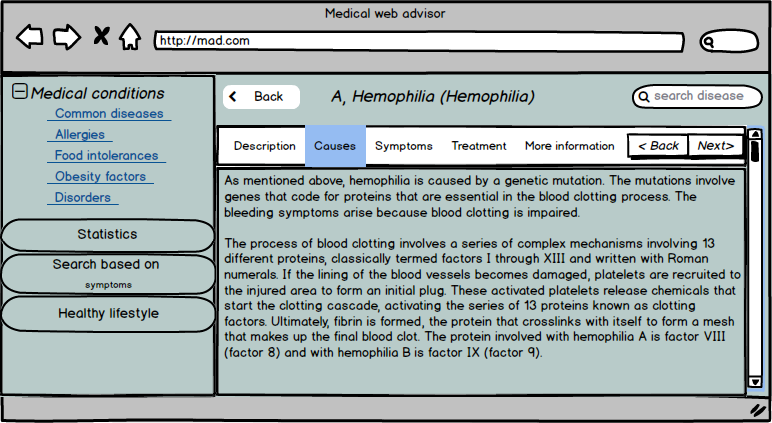 Medical web advisor
http://mad.com
Medical conditions
Common diseases
Allergies
Food intolerances
Obesity factors
Disorders
Statistics
Search based on
symptoms
Healthy lifestyle
Back
A, Hemophilia (Hemophilia)
search disease
Description Causes Symptoms Treatment More information < Back Next>
As mentioned above, hemophilia is caused by a genetic mutation. The mutations involve
genes that code for proteins that are essential in the blood clotting process. The
bleeding symptoms arise because blood clotting is impaired.
The process of blood clotting involves a series of complex mechanisms involving 13
different proteins, classically termed factors I through XIII and written with Roman
numerals. If the lining of the blood vessels becomes damaged, platelets are recruited to
the injured area to form an initial plug. These activated platelets release chemicals that
start the clotting cascade, activating the series of 13 proteins known as clotting
factors. Ultimately, fibrin is formed, the protein that crosslinks with itself to form a mesh
that makes up the final blood clot. The protein involved with hemophilia A is factor VIII
(factor 8) and with hemophilia B is factor IX (factor 9).